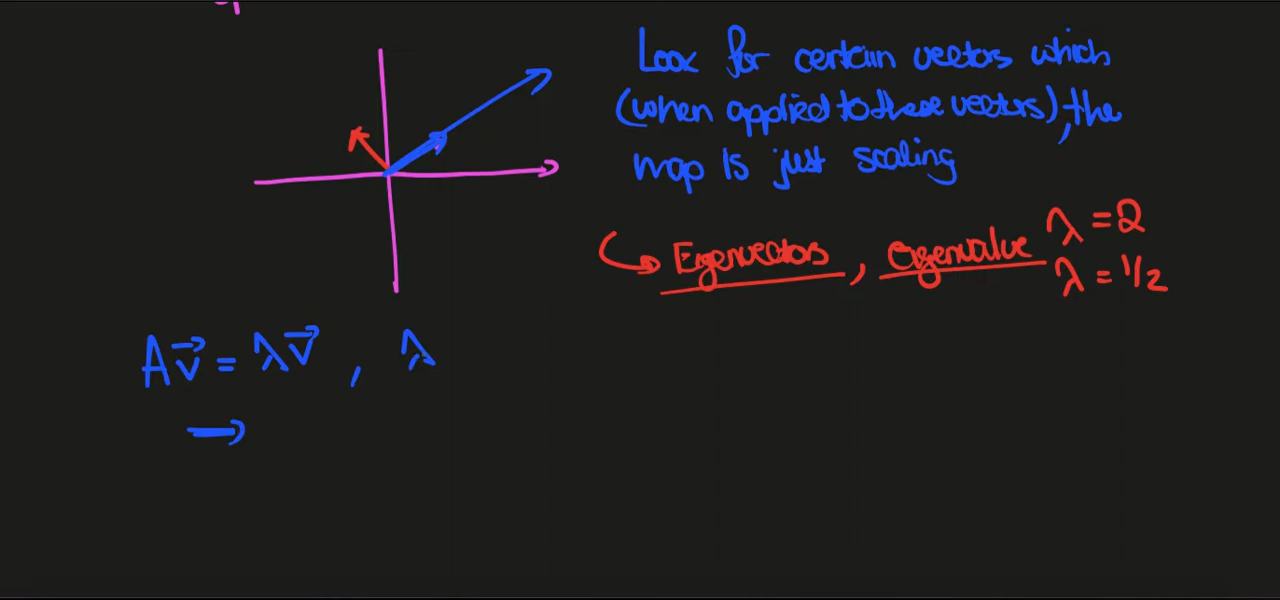 Look for certain vectors which
(when applied to these vectors), the
map is just scaling
Eigenvectors, eigenvalue λ = 2
λ = 1/2
Av⃗ = λv⃗ , λ